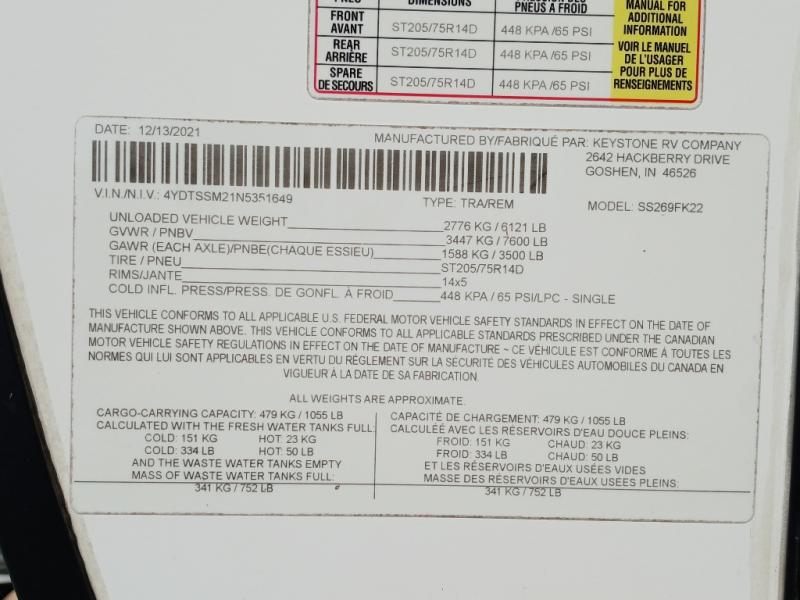 DIMENSIONS
PNEUS À FROID
MANUAL FOR
ADDITIONAL
INFORMATION
VOIR LE MANUEL
DE L'USAGER
POUR PLUS DE
RENSEIGNEMENTS
FRONT
AVANT
ST205/75R14D
448 KPA /65 PSI
REAR
ARRIÈRE
ST205/75R14D
448 KPA /65 PSI
SPARE
DE SECOURS
ST205/75R14D
448 KPA /65 PSI
DATE: 12/13/2021
MANUFACTURED BY/FABRIQUÉ PAR: KEYSTONE RV COMPANY
2642 HACKBERRY DRIVE
GOSHEN, IN 46526
V.I.N./N.I.V.: 4YDTSSM21N5351649
TYPE: TRA/REM
MODEL: SS269FK22
UNLOADED VEHICLE WEIGHT 2776 KG / 6121 LB
GVWR / PNBV 3447 KG / 7600 LB
GAWR (EACH AXLE)/PNBE(CHAQUE ESSIEU) 1588 KG / 3500 LB
TIRE / PNEU ST205/75R14D
RIMS/JANTE 14x5
COLD INFL. PRESS/PRESS. DE GONFL. À FROID 448 KPA / 65 PSI/LPC - SINGLE
THIS VEHICLE CONFORMS TO ALL APPLICABLE U.S. FEDERAL MOTOR VEHICLE SAFETY STANDARDS IN EFFECT ON THE DATE OF
MANUFACTURE SHOWN ABOVE. THIS VEHICLE CONFORMS TO ALL APPLICABLE STANDARDS PRESCRIBED UNDER THE CANADIAN
MOTOR VEHICLE SAFETY REGULATIONS IN EFFECT ON THE DATE OF MANUFACTURE ~ CE VÉHICULE EST CONFORME À TOUTES LES
NORMES QUI LUI SONT APPLICABLES EN VERTU DU RÉGLEMENT SUR LA SÉCURITÉ DES VÉHICULES AUTOMOBILES DU CANADA EN
VIGUEUR À LA DATE DE SA FABRICATION.
ALL WEIGHTS ARE APPROXIMATE.
CARGO-CARRYING CAPACITY: 479 KG / 1055 LB
CALCULATED WITH THE FRESH WATER TANKS FULL:
COLD: 151 KG HOT: 23 KG
COLD: 334 LB HOT: 50 LB
AND THE WASTE WATER TANKS EMPTY
MASS OF WASTE WATER TANKS FULL:
341 KG / 752 LB
CAPACITÉ DE CHARGEMENT: 479 KG / 1055 LB
CALCULÉE AVEC LES RÉSERVOIRS D'EAU DOUCE PLEINS:
FROID: 151 KG CHAUD: 23 KG
FROID: 334 LB CHAUD: 50 LB
ET LES RÉSERVOIRS D'EAUX USÉES VIDES
MASSE DES RÉSERVOIRS D'EAUX USÉES PLEINS:
341 KG / 752 LB